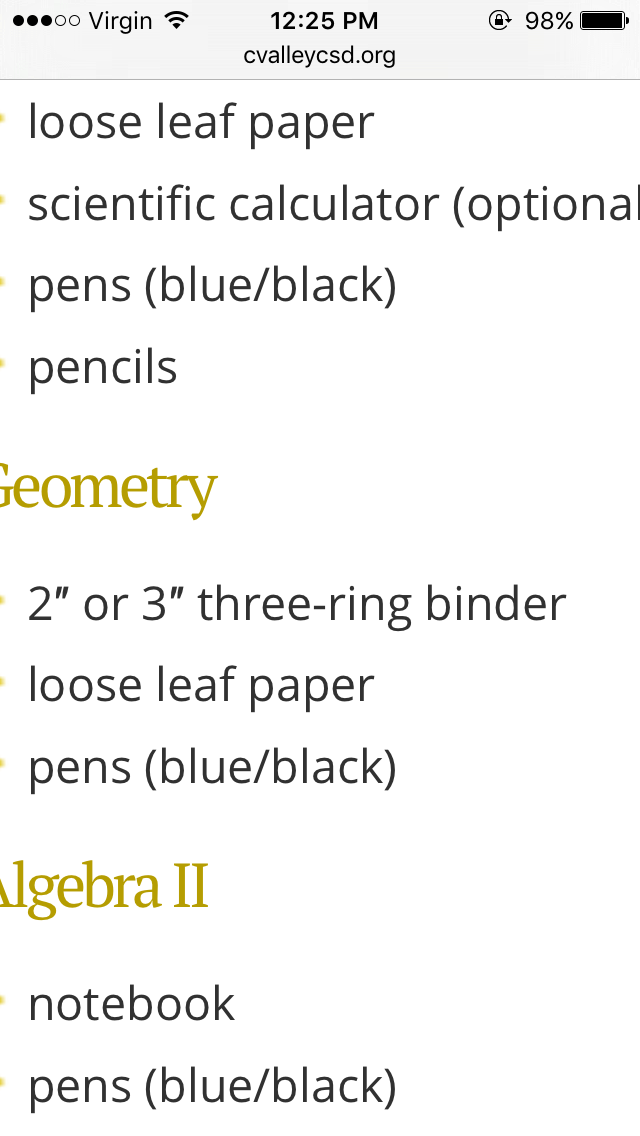 Virgin 12:25 PM 98%
cvalleycsd.org
loose leaf paper
scientific calculator (optional
pens (blue/black)
pencils
Geometry
2″ or 3″ three-ring binder
loose leaf paper
pens (blue/black)
Algebra II
notebook
pens (blue/black)